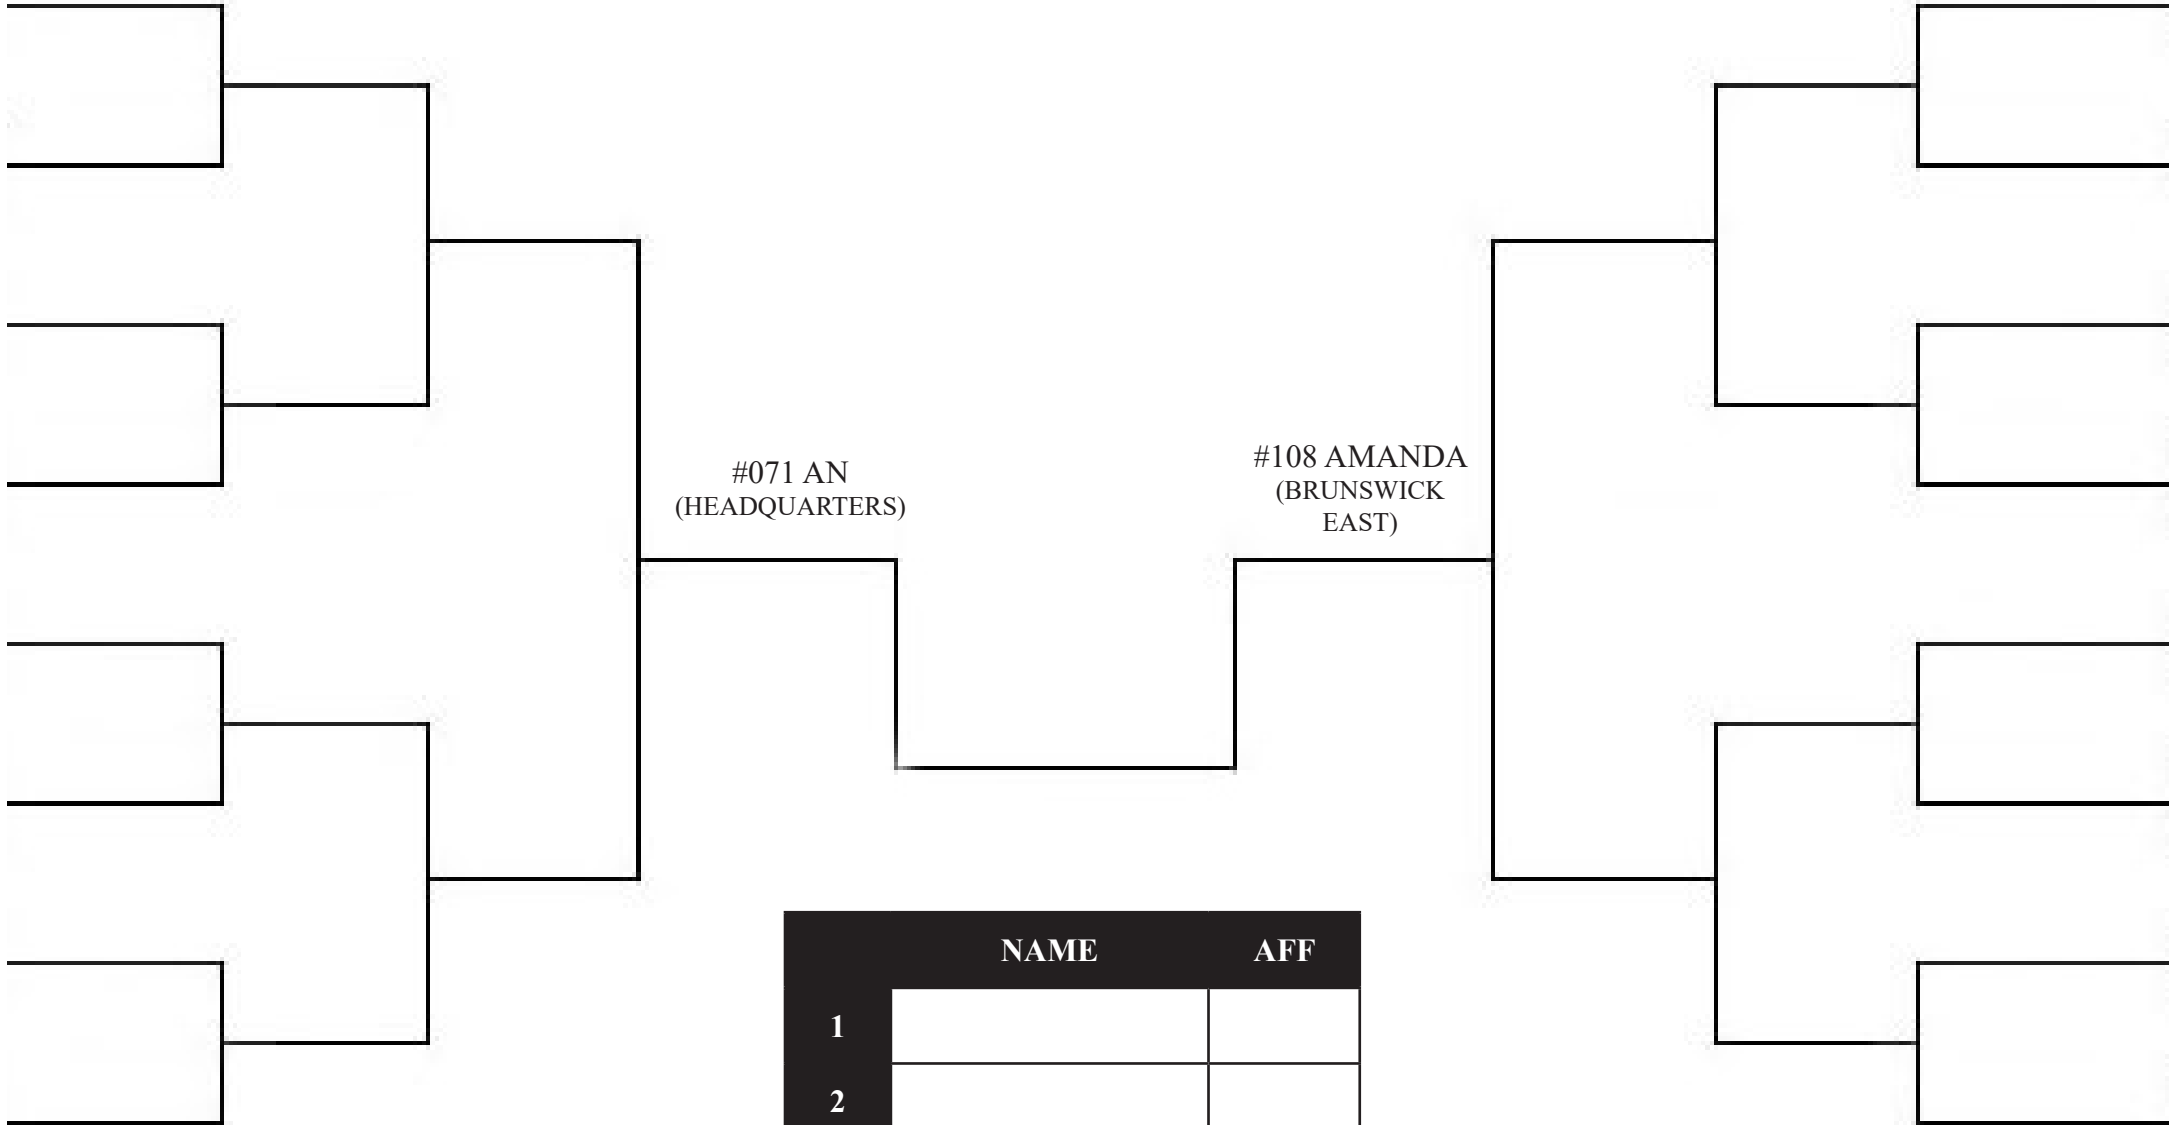 #071 AN
(HEADQUARTERS)
#108 AMANDA
(BRUNSWICK
EAST)
NAME AFF
1
2